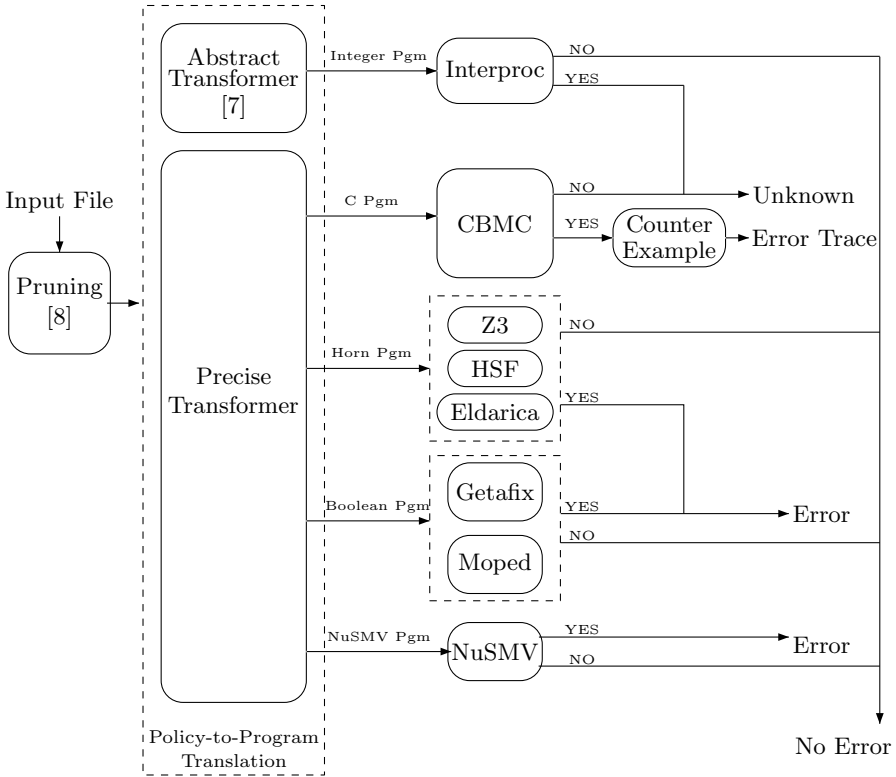 Input File
Pruning
[8]
Abstract
Transformer
[7]
Precise
Transformer
Policy-to-Program
Translation
Integer Pgm
Interproc
NO
YES
C Pgm
CBMC
NO
Unknown
YES
Counter
Example
Error Trace
Horn Pgm
Z3
HSF
Eldarica
NO
YES
Boolean Pgm
Getafix
Moped
YES
Error
NO
NuSMV Pgm
NuSMV
YES
Error
NO
No Error